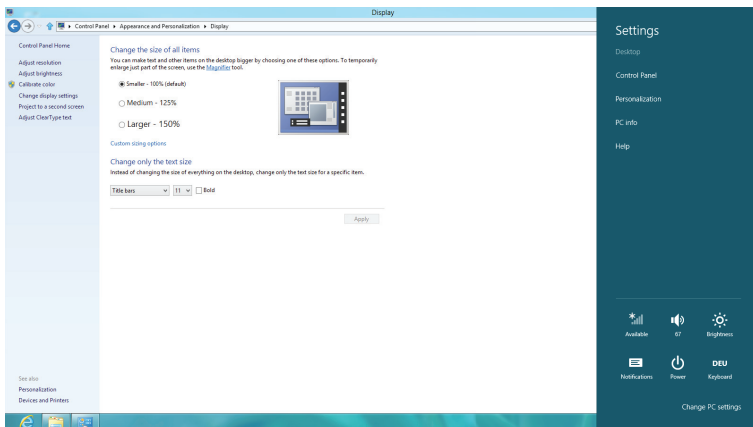 Display
Control Panel Appearance and Personalization Display
Control Panel Home
Adjust resolution
Adjust brightness
Calibrate color
Change display settings
Project to a second screen
Adjust ClearType text
See also
Personalization
Devices and Printers
Change the size of all items
You can make text and other items on the desktop bigger by choosing one of these options. To temporarily
enlarge just part of the screen, use the Magnifier tool.
Smaller - 100% (default)
Medium - 125%
Larger - 150%
Custom sizing options
Change only the text size
Instead of changing the size of everything on the desktop, change only the text size for a specific item.
Title bars 11 Bold
Apply
Settings
Desktop
Control Panel
Personalization
PC info
Help
Available 67 Brightness
DEU
Notifications Power Keyboard
Change PC settings